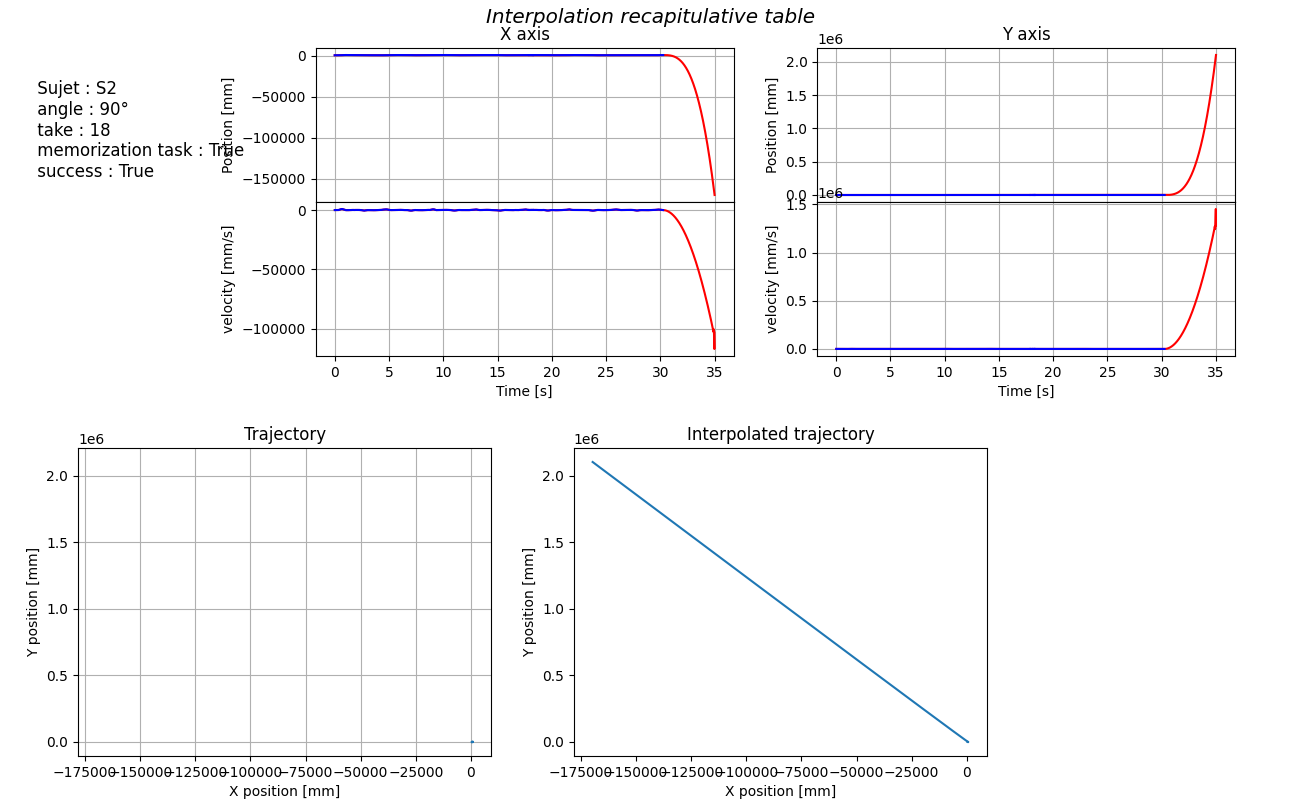 Interpolation recapitulative table
X axis
Y axis
Sujet : S2
angle : 90°
take : 18
memorization task : True
success : True
Position [mm]
0
−50000
−100000
−150000
velocity [mm/s]
0
−50000
−100000
0 5 10 15 20 25 30 35
Time [s]
1e6
Position [mm]
2.0
1.5
1.0
0.5
0.0
1e6
velocity [mm/s]
1.5
1.0
0.5
0.0
0 5 10 15 20 25 30 35
Time [s]
Trajectory
1e6
Y position [mm]
2.0
1.5
1.0
0.5
0.0
−175000 −150000 −125000 −100000 −75000 −50000 −25000 0
X position [mm]
Interpolated trajectory
1e6
Y position [mm]
2.0
1.5
1.0
0.5
0.0
−175000 −150000 −125000 −100000 −75000 −50000 −25000 0
X position [mm]